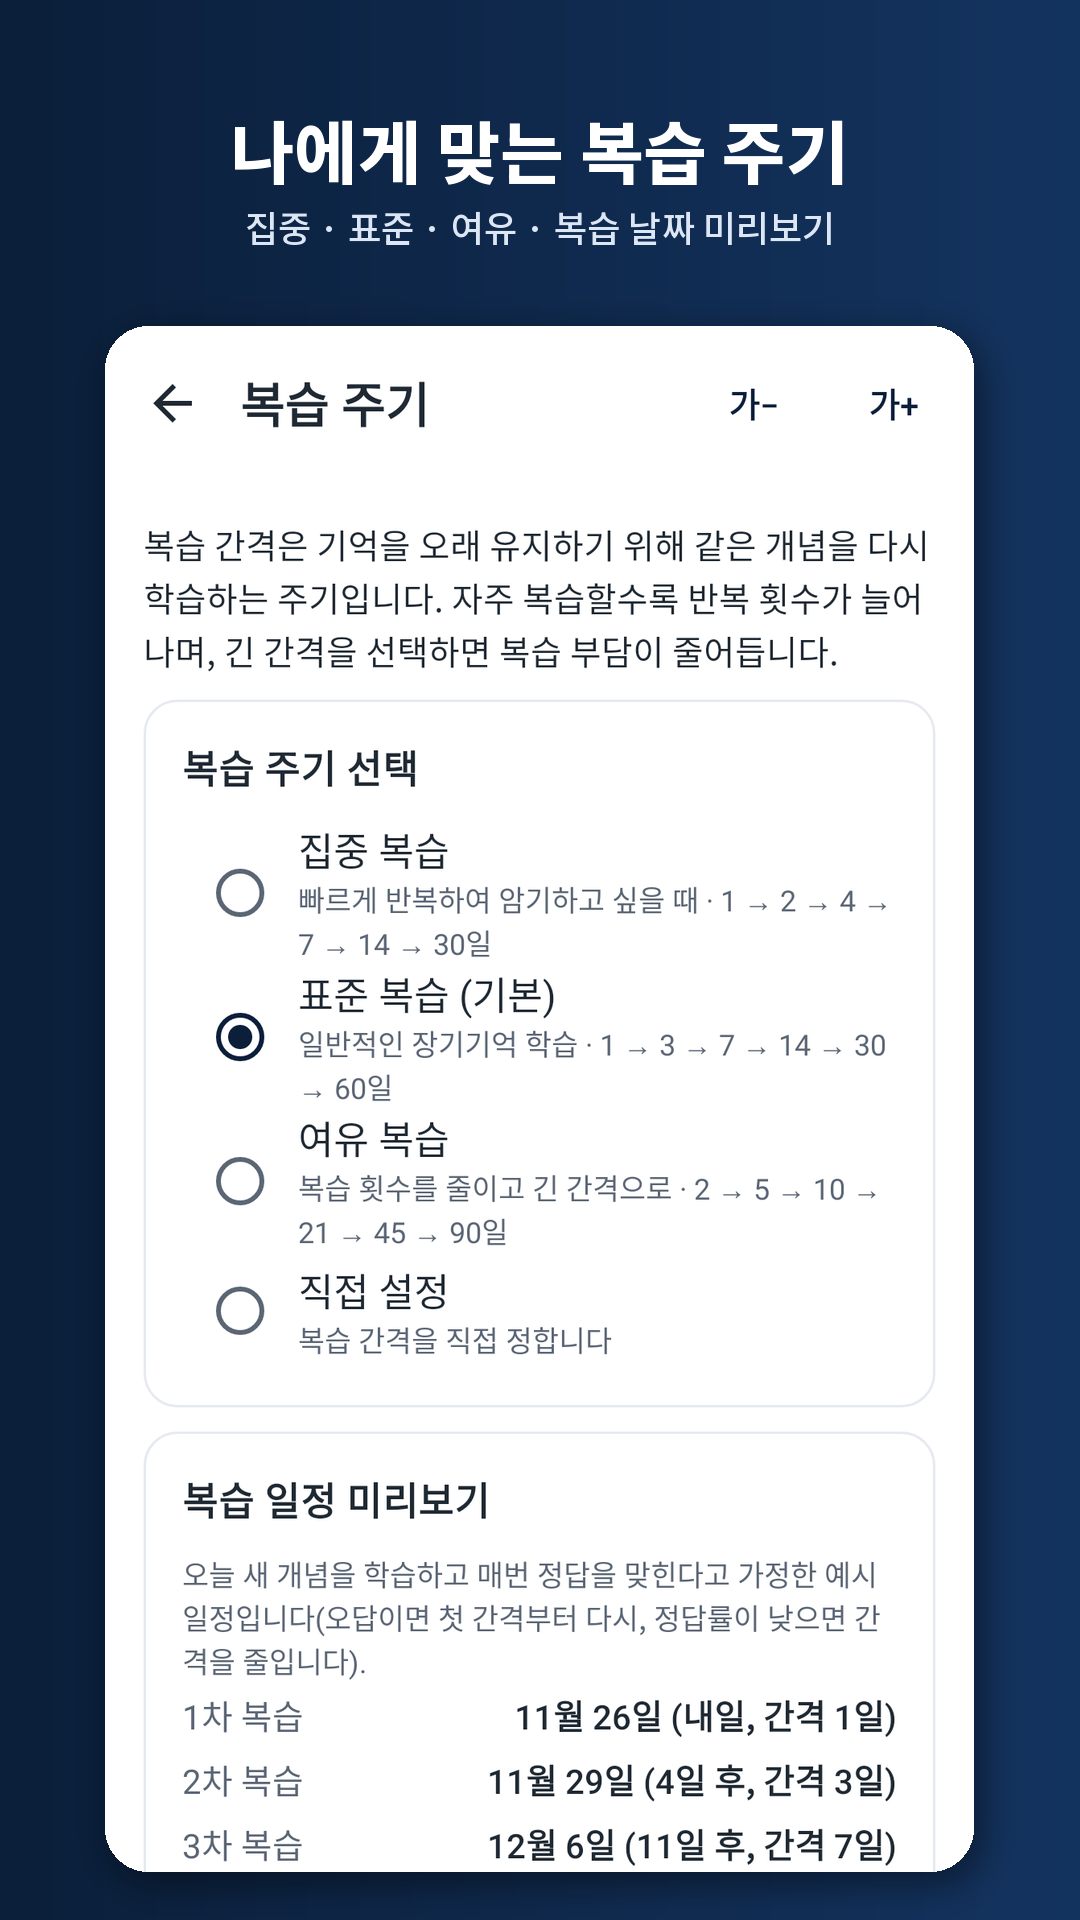 나에게 맞는 복습 주기
집중 · 표준 · 여유 · 복습 날짜 미리보기
복습 주기
가-
가+
복습 간격은 기억을 오래 유지하기 위해 같은 개념을 다시
학습하는 주기입니다. 자주 복습할수록 반복 횟수가 늘어
나며, 긴 간격을 선택하면 복습 부담이 줄어듭니다.
복습 주기 선택
집중 복습
빠르게 반복하여 암기하고 싶을 때 · 1 → 2 → 4 →
7 → 14 → 30일
표준 복습 (기본)
일반적인 장기기억 학습 · 1 → 3 → 7 → 14 → 30
→ 60일
여유 복습
복습 횟수를 줄이고 긴 간격으로 · 2 → 5 → 10 →
21 → 45 → 90일
직접 설정
복습 간격을 직접 정합니다
복습 일정 미리보기
오늘 새 개념을 학습하고 매번 정답을 맞힌다고 가정한 예시
일정입니다(오답이면 첫 간격부터 다시, 정답률이 낮으면 간
격을 줄입니다).
1차 복습 11월 26일 (내일, 간격 1일)
2차 복습 11월 29일 (4일 후, 간격 3일)
3차 복습 12월 6일 (11일 후, 간격 7일)